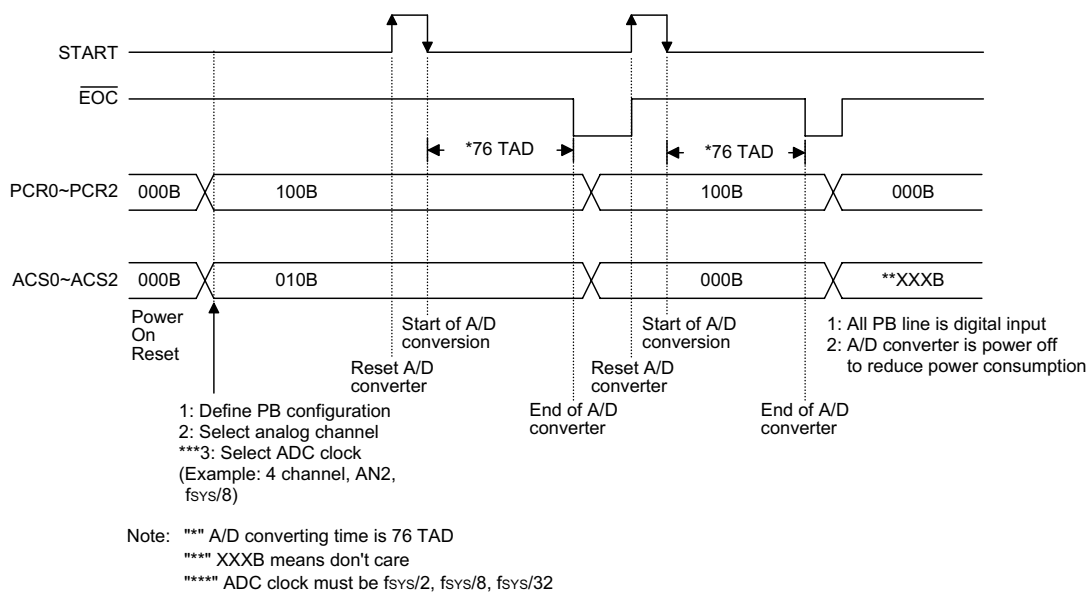 START
EOC
*76 TAD
*76 TAD
PCR0~PCR2
000B
100B
100B
000B
ACS0~ACS2
000B
010B
000B
**XXXB
Power
On
Reset
Start of A/D
conversion
Start of A/D
conversion
1: All PB line is digital input
2: A/D converter is power off
to reduce power consumption
Reset A/D
converter
Reset A/D
converter
1: Define PB configuration
2: Select analog channel
***3: Select ADC clock
(Example: 4 channel, AN2,
fSYS/8)
End of A/D
converter
End of A/D
converter
Note: "*" A/D converting time is 76 TAD
"**" XXXB means don't care
"***" ADC clock must be fSYS/2, fSYS/8, fSYS/32